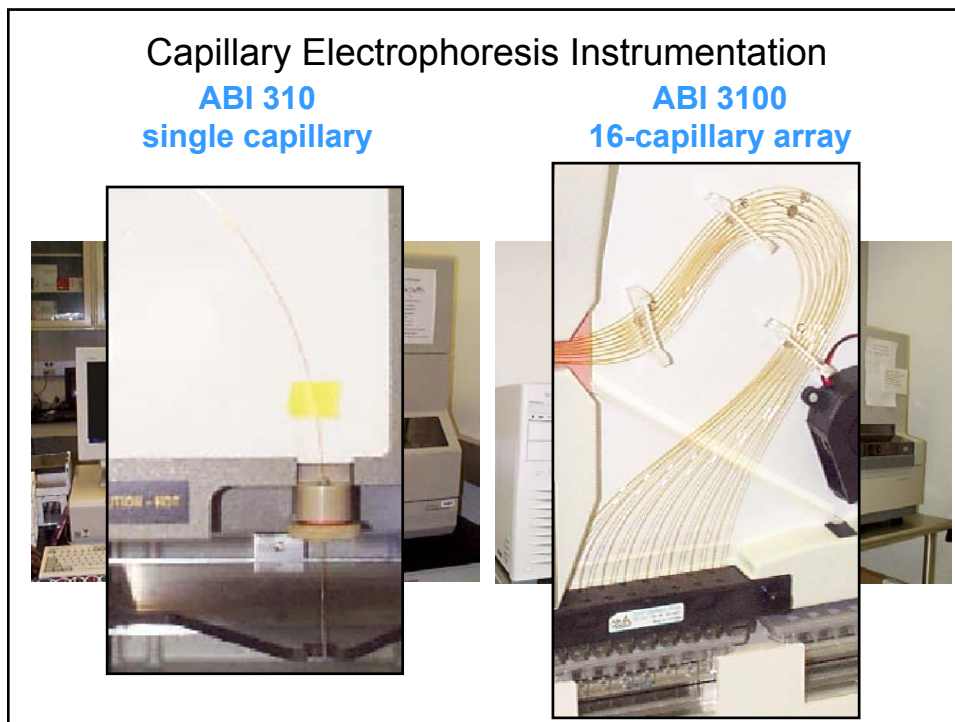 Capillary Electrophoresis Instrumentation
ABI 310
single capillary
ABI 3100
16-capillary array